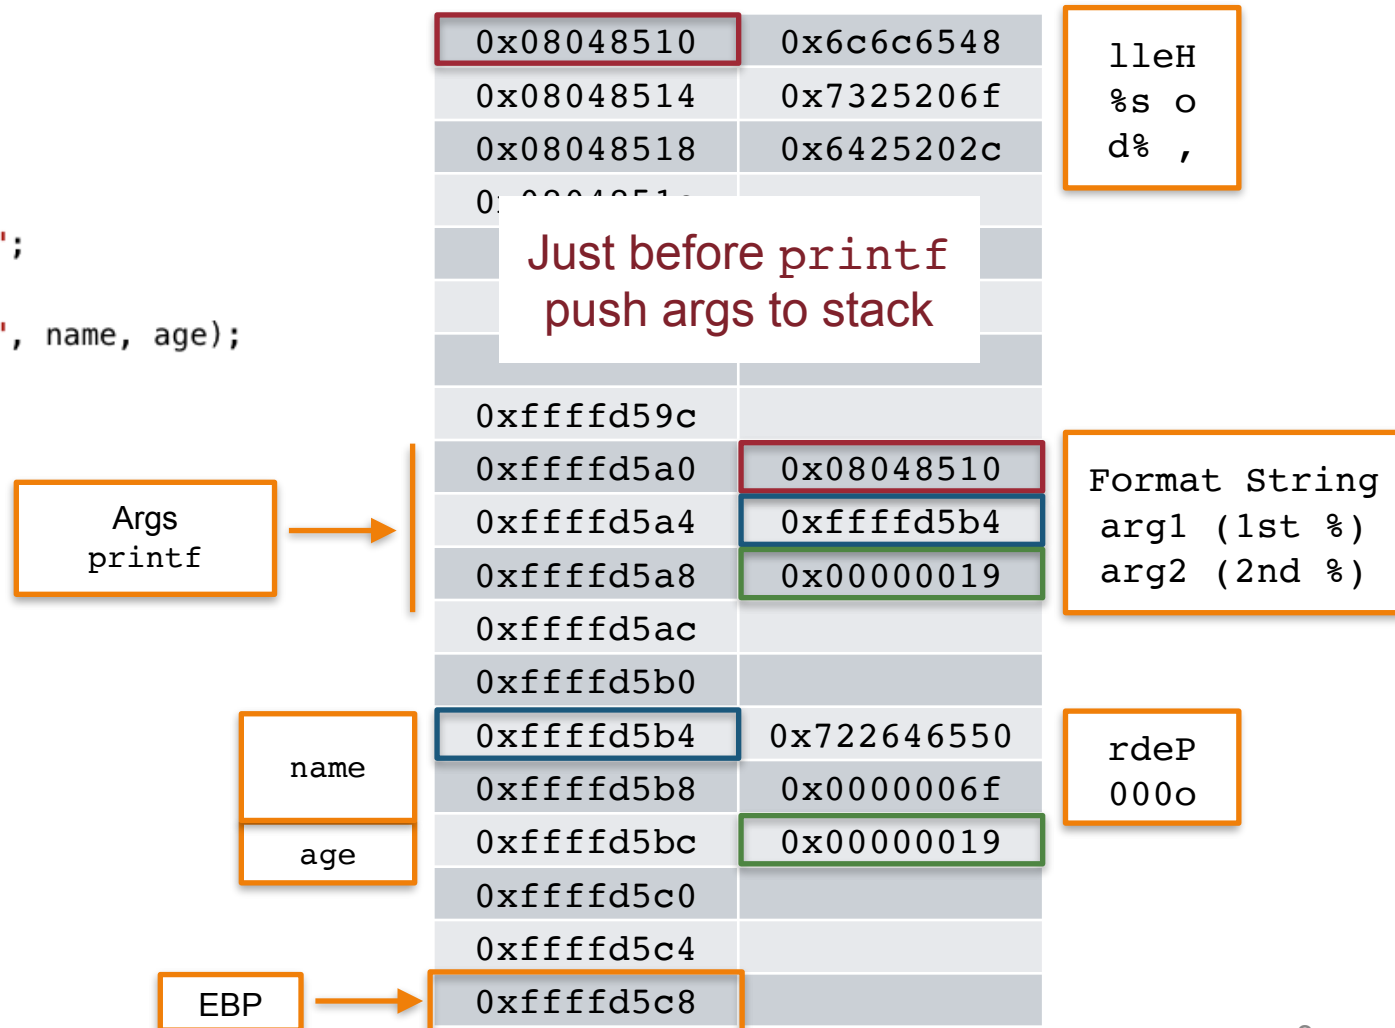 0x08048510 0x6c6c6548
lleH
0x08048514 0x7325206f
%s o
0x08048518 0x6425202c
d% ,
";
Just before printf
push args to stack
", name, age);
0xffffd59c
0xffffd5a0 0x08048510
Format String
Args
printf
0xffffd5a4 0xffffd5b4
arg1 (1st %)
0xffffd5a8 0x00000019
arg2 (2nd %)
0xffffd5ac
0xffffd5b0
name
0xffffd5b4 0x722646550
rdeP
0xffffd5b8 0x0000006f
000o
age
0xffffd5bc 0x00000019
0xffffd5c0
0xffffd5c4
EBP
0xffffd5c8